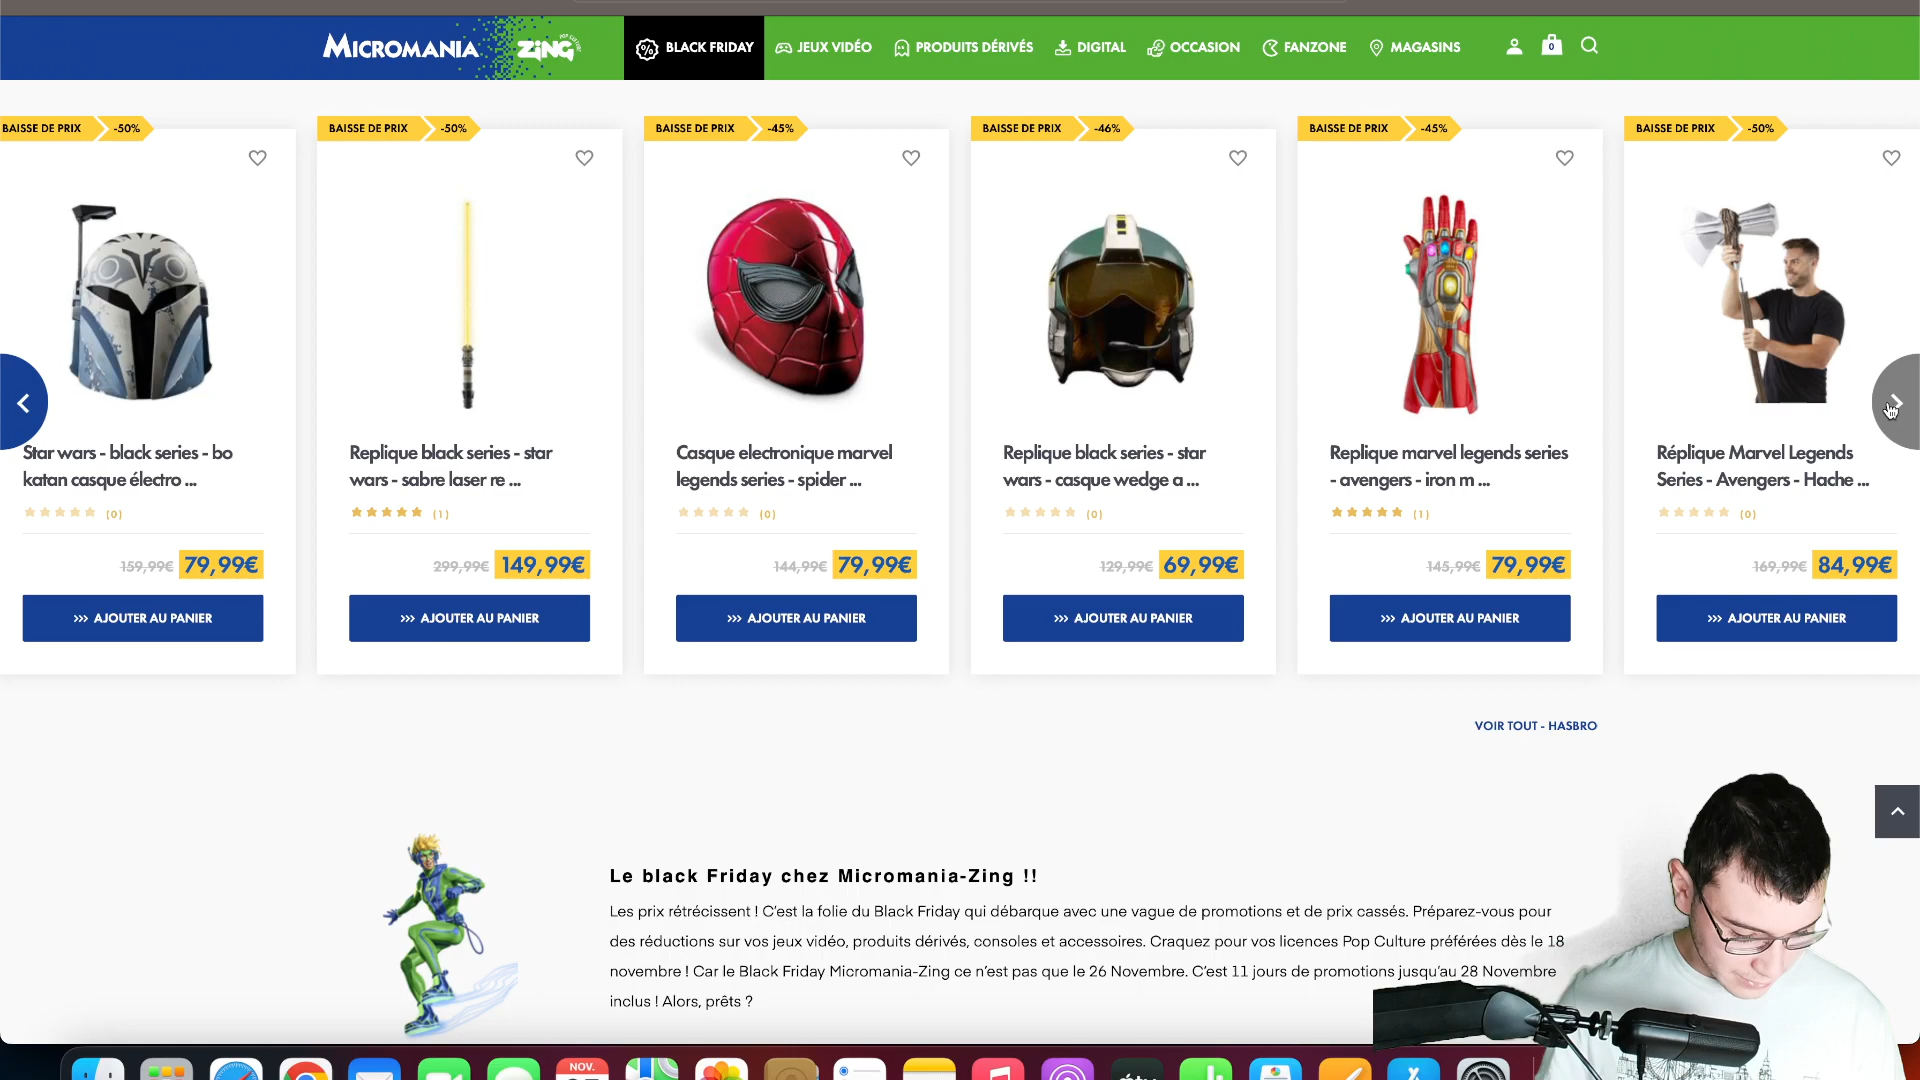 MICROMANIA ZiNG POP CULTURE
BLACK FRIDAY
JEUX VIDÉO
PRODUITS DÉRIVÉS
DIGITAL
OCCASION
FANZONE
MAGASINS
0
BAISSE DE PRIX -50%
BAISSE DE PRIX -50%
BAISSE DE PRIX -45%
BAISSE DE PRIX -46%
BAISSE DE PRIX -45%
BAISSE DE PRIX -50%
Star wars - black series - bo
katan casque électro ...
(0)
159,99€ 79,99€
››› AJOUTER AU PANIER
Replique black series - star
wars - sabre laser re ...
(1)
299,99€ 149,99€
››› AJOUTER AU PANIER
Casque electronique marvel
legends series - spider ...
(0)
144,99€ 79,99€
››› AJOUTER AU PANIER
Replique black series - star
wars - casque wedge a ...
(0)
129,99€ 69,99€
››› AJOUTER AU PANIER
Replique marvel legends series
- avengers - iron m ...
(1)
145,99€ 79,99€
››› AJOUTER AU PANIER
Réplique Marvel Legends
Series - Avengers - Hache ...
(0)
169,99€ 84,99€
››› AJOUTER AU PANIER
VOIR TOUT - HASBRO
Le black Friday chez Micromania-Zing !!
Les prix rétrécissent ! C'est la folie du Black Friday qui débarque avec une vague de promotions et de prix cassés. Préparez-vous pour
des réductions sur vos jeux vidéo, produits dérivés, consoles et accessoires. Craquez pour vos licences Pop Culture préférées dès le 18
novembre ! Car le Black Friday Micromania-Zing ce n'est pas que le 26 Novembre. C'est 11 jours de promotions jusqu'au 28 Novembre
inclus ! Alors, prêts ?
NOV.